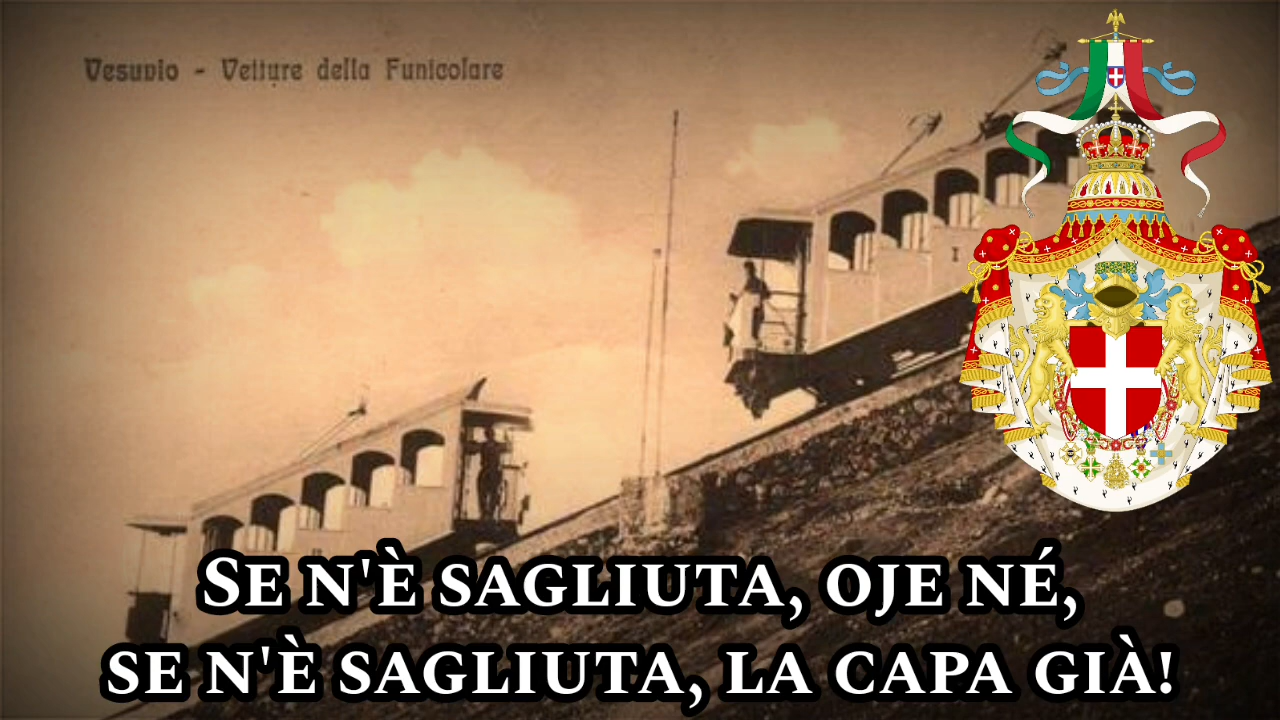 Vesuvio - Vetture della Funicolare
I
Se n'è sagliuta, oje né,
se n'è sagliuta, la capa già!